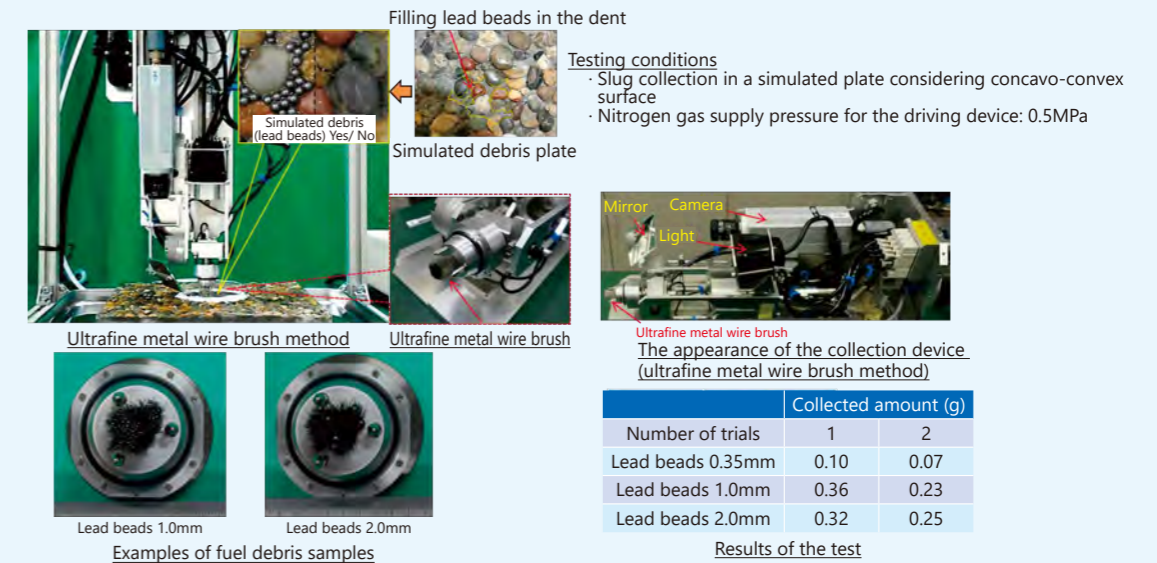 Filling lead beads in the dent
Simulated debris
(lead beads) Yes/ No
Simulated debris plate
Testing conditions
· Slug collection in a simulated plate considering concavo-convex
surface
· Nitrogen gas supply pressure for the driving device: 0.5MPa
Ultrafine metal wire brush method
Ultrafine metal wire brush
Mirror
Camera
Light
Ultrafine metal wire brush
The appearance of the collection device
(ultrafine metal wire brush method)
Lead beads 1.0mm
Lead beads 2.0mm
Examples of fuel debris samples
Collected amount (g)
Number of trials 1 2
Lead beads 0.35mm 0.10 0.07
Lead beads 1.0mm 0.36 0.23
Lead beads 2.0mm 0.32 0.25
Results of the test